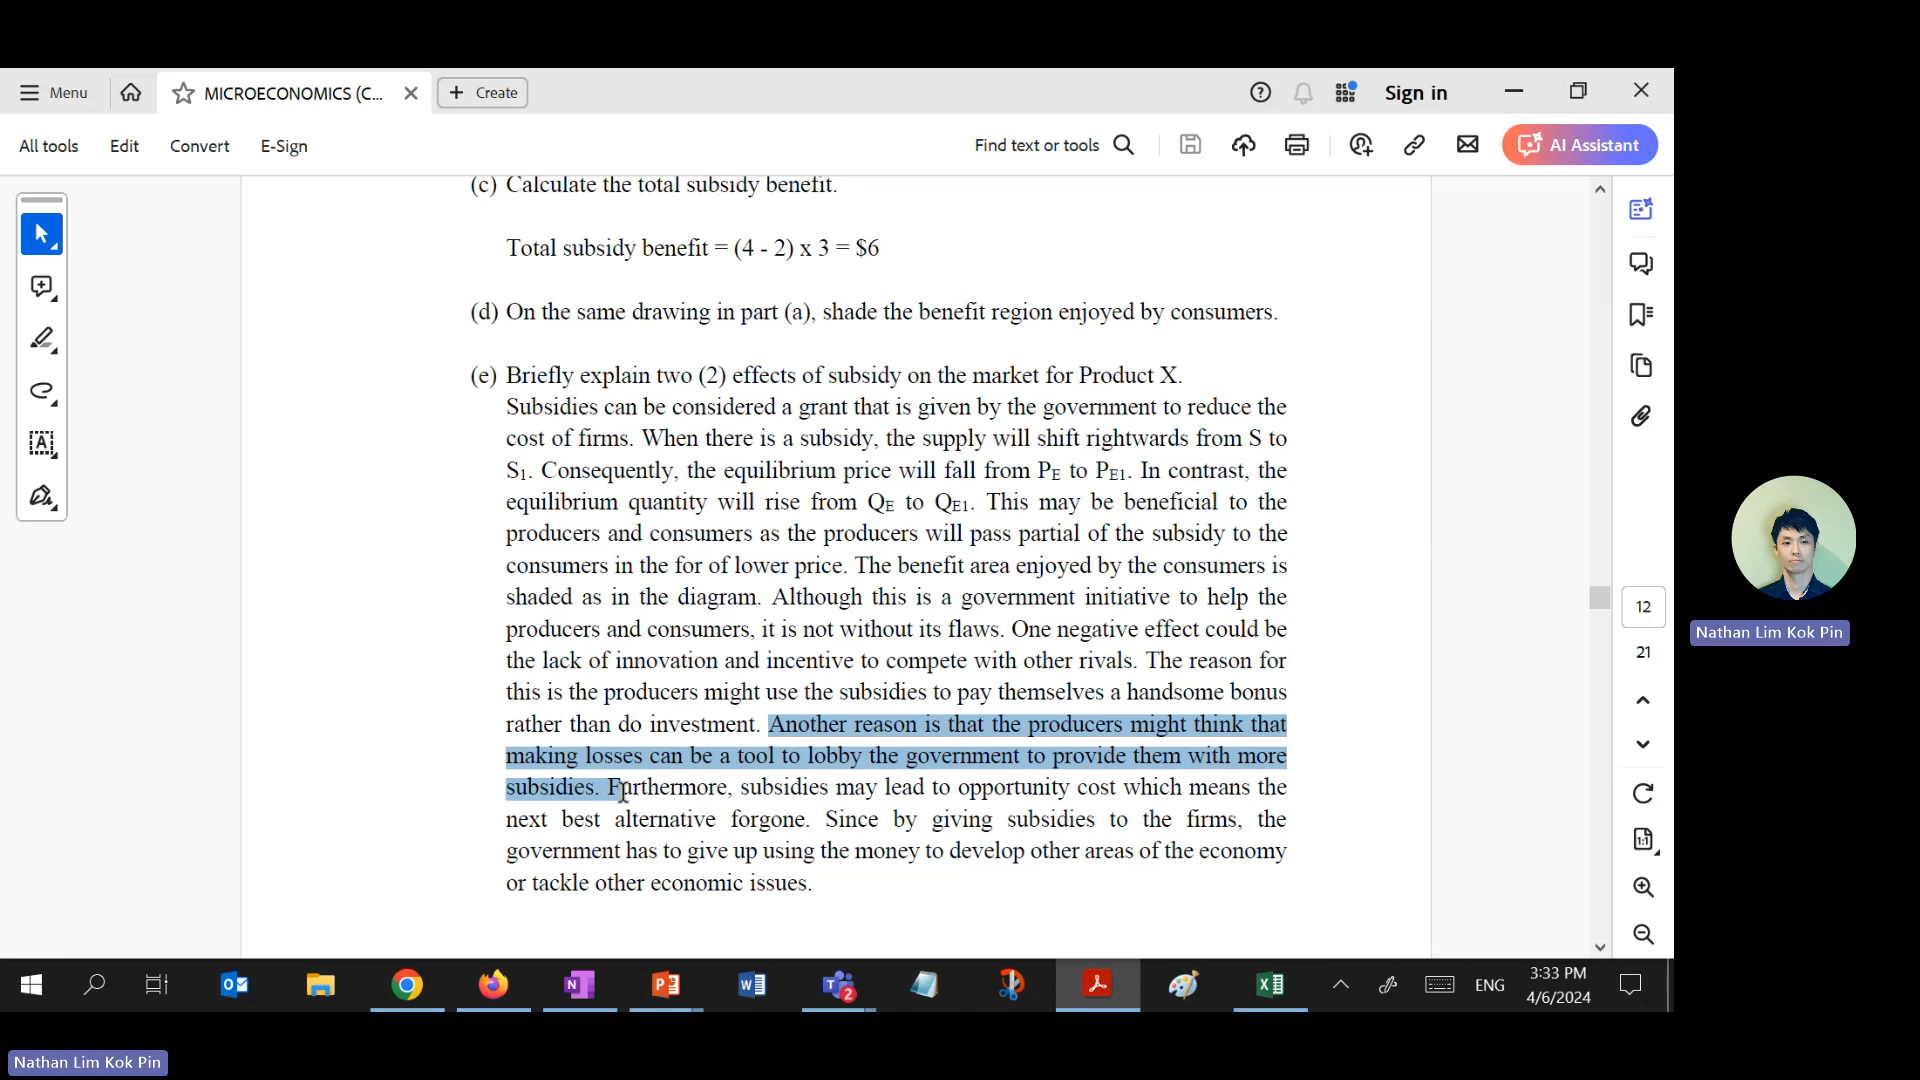 Menu
MICROECONOMICS (C...
Create
Sign in
All tools
Edit
Convert
E-Sign
Find text or tools
AI Assistant
(c) Calculate the total subsidy benefit.
Total subsidy benefit = (4 - 2) x 3 = $6
(d) On the same drawing in part (a), shade the benefit region enjoyed by consumers.
(e) Briefly explain two (2) effects of subsidy on the market for Product X.
Subsidies can be considered a grant that is given by the government to reduce the
cost of firms. When there is a subsidy, the supply will shift rightwards from S to
S1. Consequently, the equilibrium price will fall from PE to PE1. In contrast, the
equilibrium quantity will rise from QE to QE1. This may be beneficial to the
producers and consumers as the producers will pass partial of the subsidy to the
consumers in the for of lower price. The benefit area enjoyed by the consumers is
shaded as in the diagram. Although this is a government initiative to help the
producers and consumers, it is not without its flaws. One negative effect could be
the lack of innovation and incentive to compete with other rivals. The reason for
this is the producers might use the subsidies to pay themselves a handsome bonus
rather than do investment. Another reason is that the producers might think that
making losses can be a tool to lobby the government to provide them with more
subsidies. Furthermore, subsidies may lead to opportunity cost which means the
next best alternative forgone. Since by giving subsidies to the firms, the
government has to give up using the money to develop other areas of the economy
or tackle other economic issues.
12
21
1:1
Nathan Lim Kok Pin
2
ENG
3:33 PM
4/6/2024
Nathan Lim Kok Pin